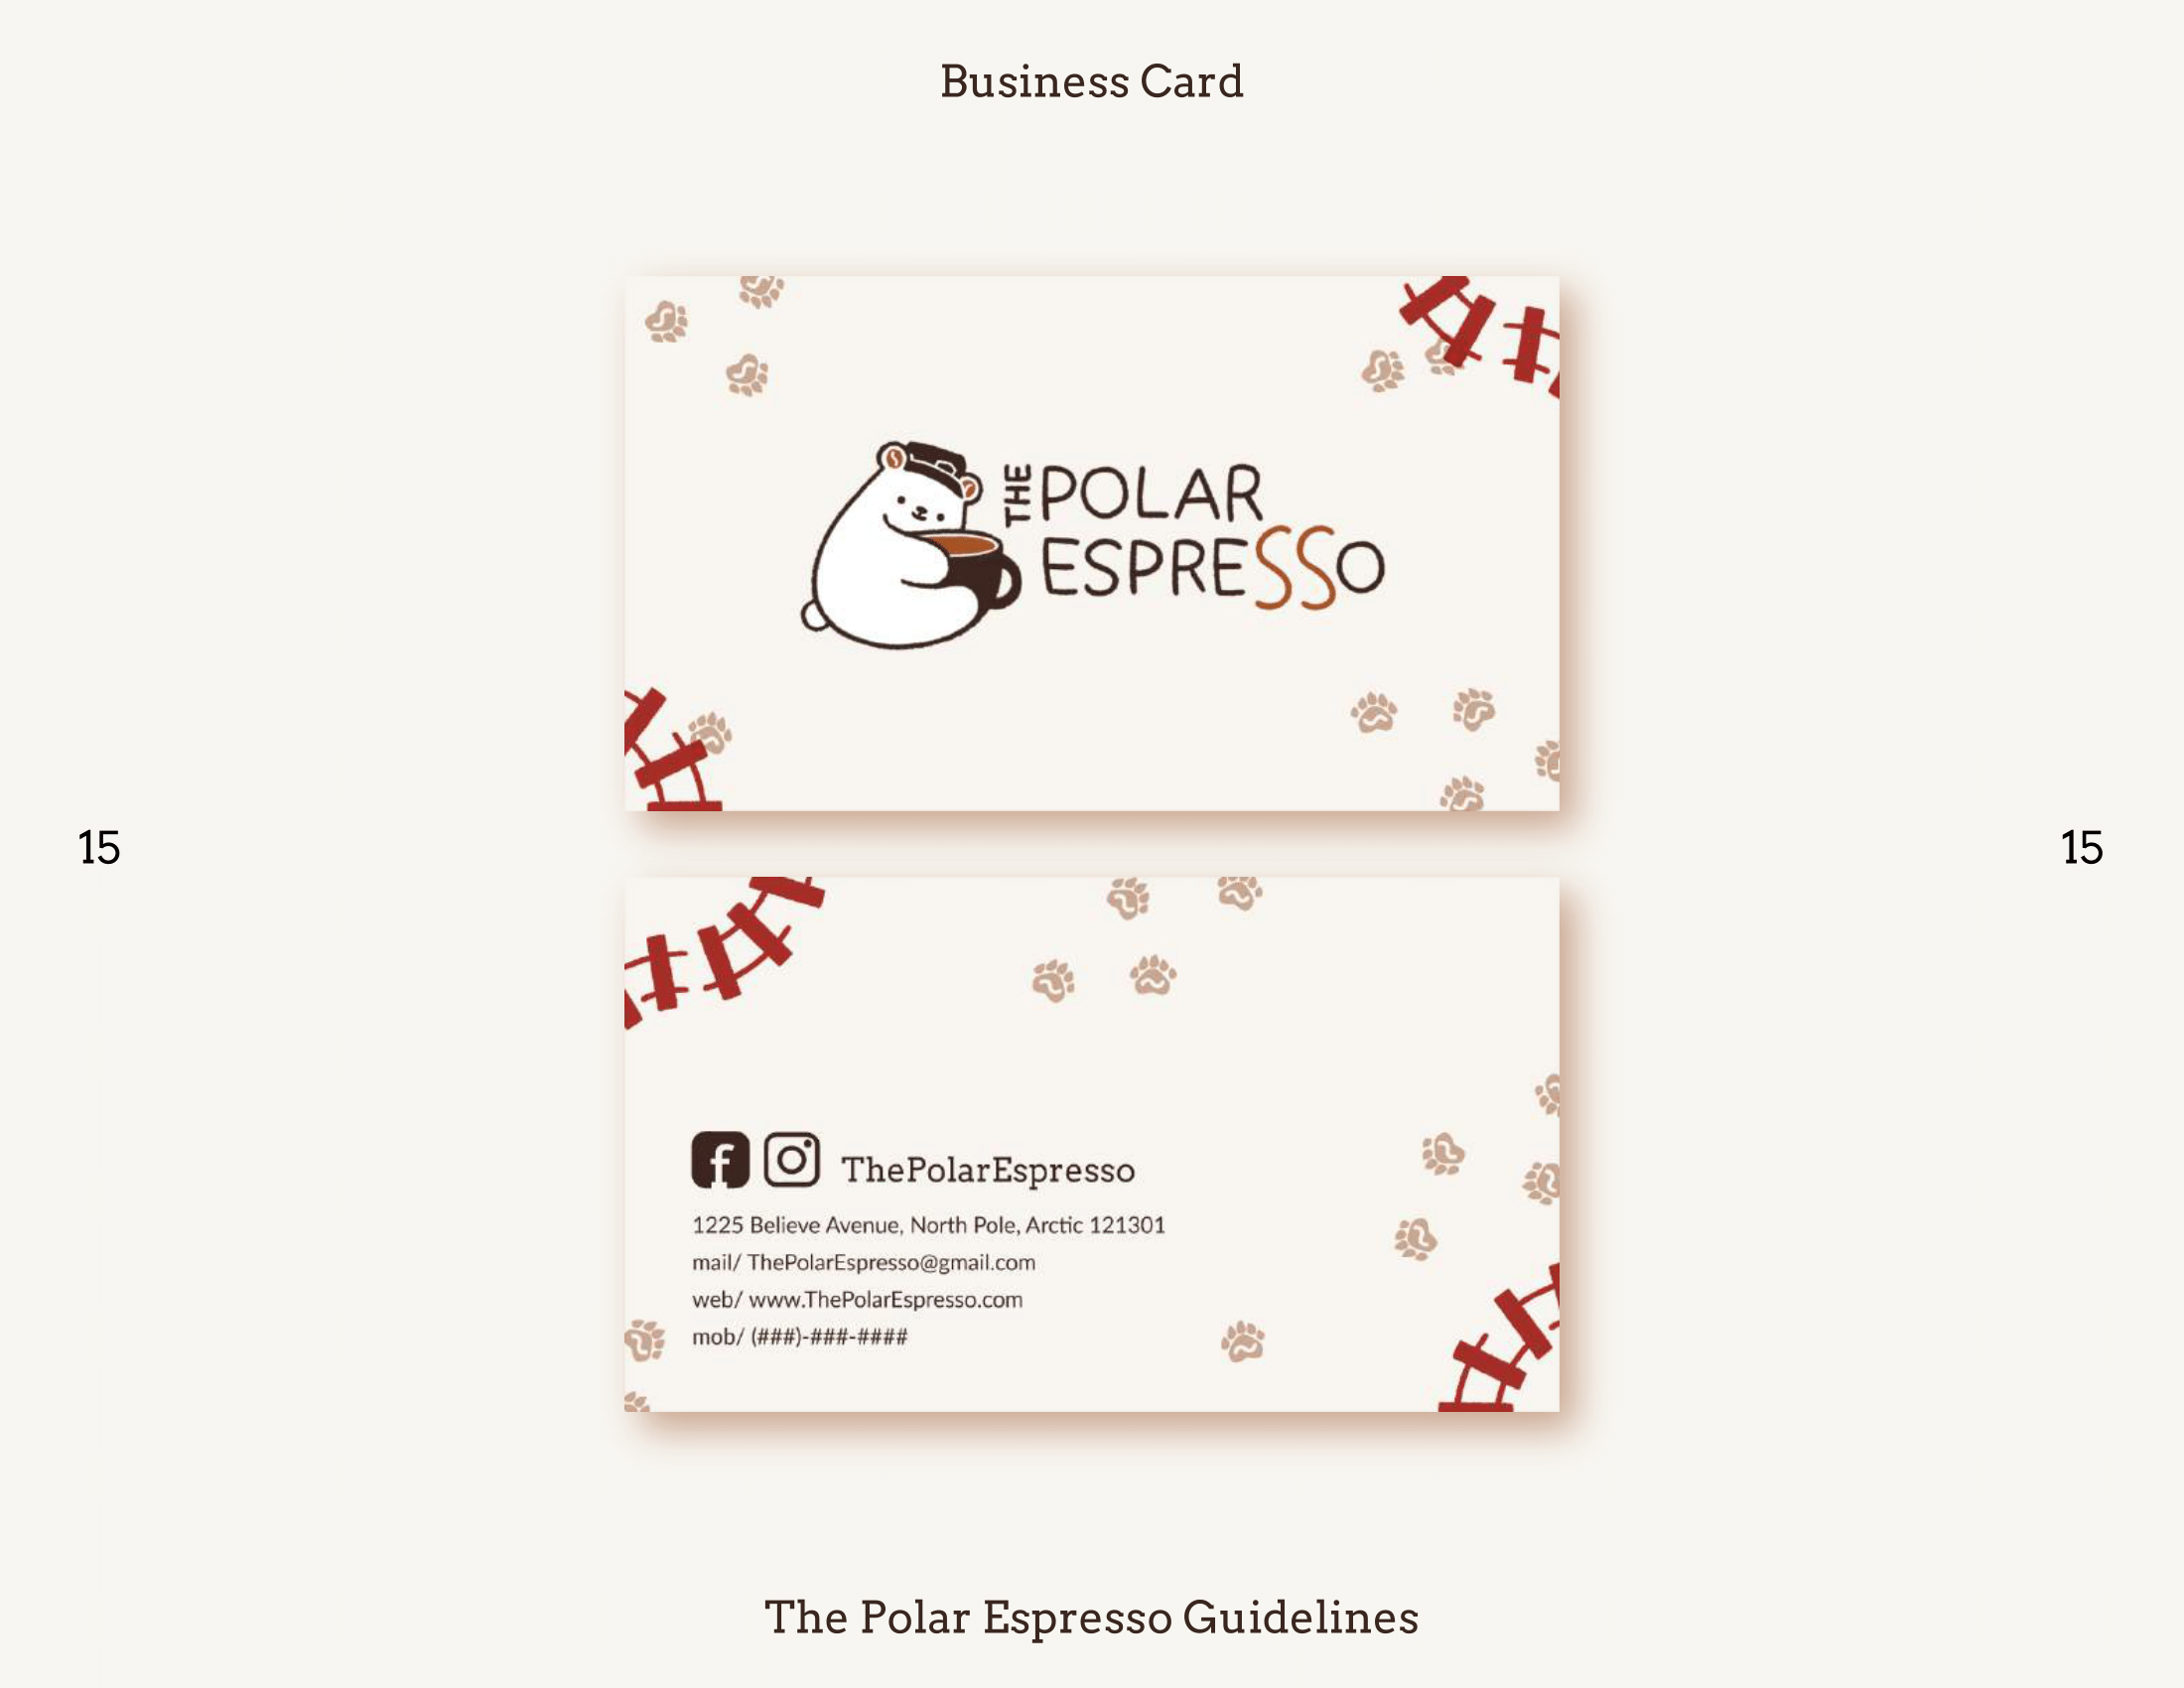 Business Card
THE POLAR
ESPRESSO
15
15
ThePolarEspresso
1225 Believe Avenue, North Pole, Arctic 121301
mail/ ThePolarEspresso@gmail.com
web/ www.ThePolarEspresso.com
mob/ (###)-###-####
The Polar Espresso Guidelines